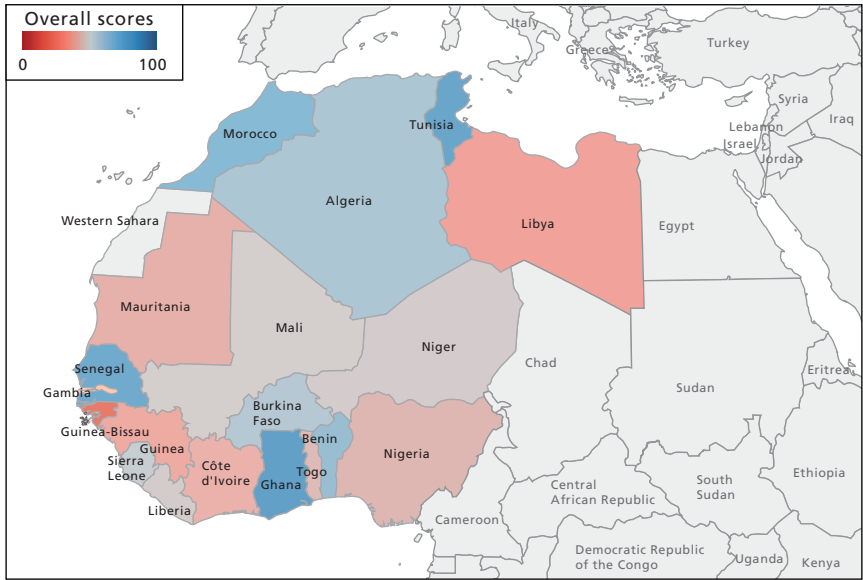 Overall scores
0 100
Italy
Greece
Turkey
Syria
Iraq
Lebanon
Israel
Jordan
Morocco
Tunisia
Algeria
Libya
Egypt
Western Sahara
Mauritania
Mali
Niger
Chad
Sudan
Eritrea
Senegal
Gambia
Guinea-Bissau
Guinea
Sierra
Leone
Liberia
Côte
d'Ivoire
Burkina
Faso
Ghana
Togo
Benin
Nigeria
Cameroon
Central
African Republic
South
Sudan
Ethiopia
Democratic Republic
of the Congo
Uganda
Kenya